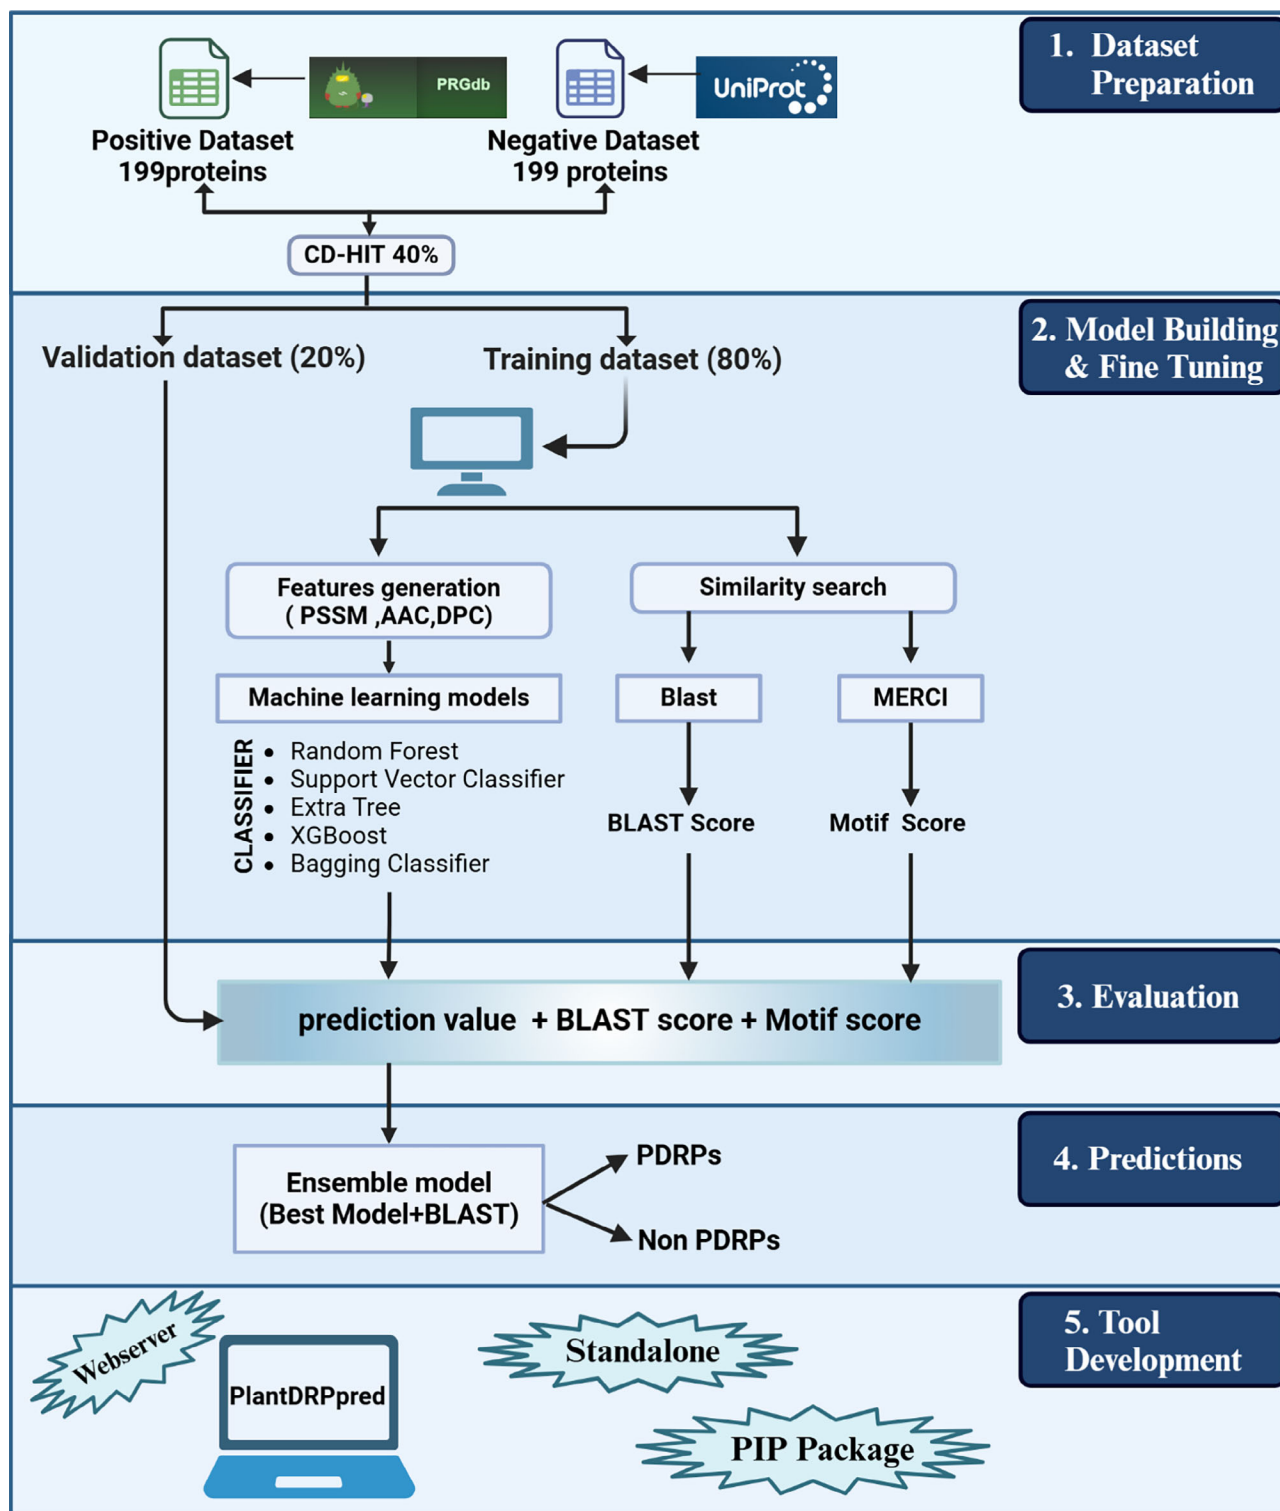 1. Dataset
Preparation
PRGdb
UniProt
Positive Dataset
199proteins
Negative Dataset
199 proteins
CD-HIT 40%
2. Model Building
& Fine Tuning
Validation dataset (20%)
Training dataset (80%)
Features generation
( PSSM ,AAC,DPC)
Similarity search
Machine learning models
Blast
MERCI
CLASSIFIER
• Random Forest
• Support Vector Classifier
• Extra Tree
• XGBoost
• Bagging Classifier
BLAST Score
Motif Score
3. Evaluation
prediction value + BLAST score + Motif score
4. Predictions
Ensemble model
(Best Model+BLAST)
PDRPs
Non PDRPs
5. Tool
Development
Webserver
PlantDRPpred
Standalone
PIP Package